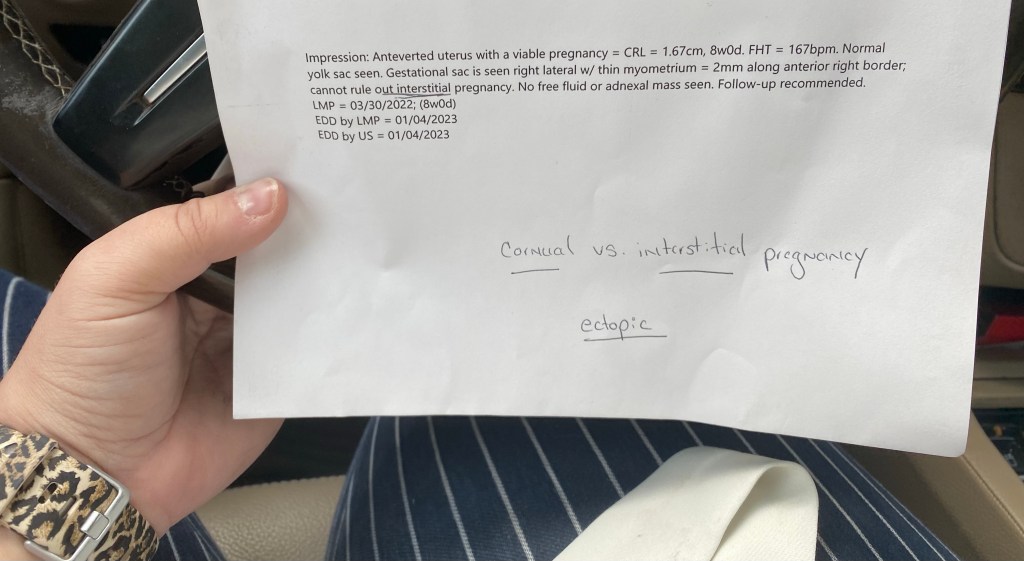 Impression: Anteverted uterus with a viable pregnancy = CRL = 1.67cm, 8w0d. FHT = 167bpm. Normal
yolk sac seen. Gestational sac is seen right lateral w/ thin myometrium = 2mm along anterior right border;
cannot rule out interstitial pregnancy. No free fluid or adnexal mass seen. Follow-up recommended.
LMP = 03/30/2022; (8w0d)
EDD by LMP = 01/04/2023
EDD by US = 01/04/2023
Cornual vs. interstitial pregnancy
ectopic